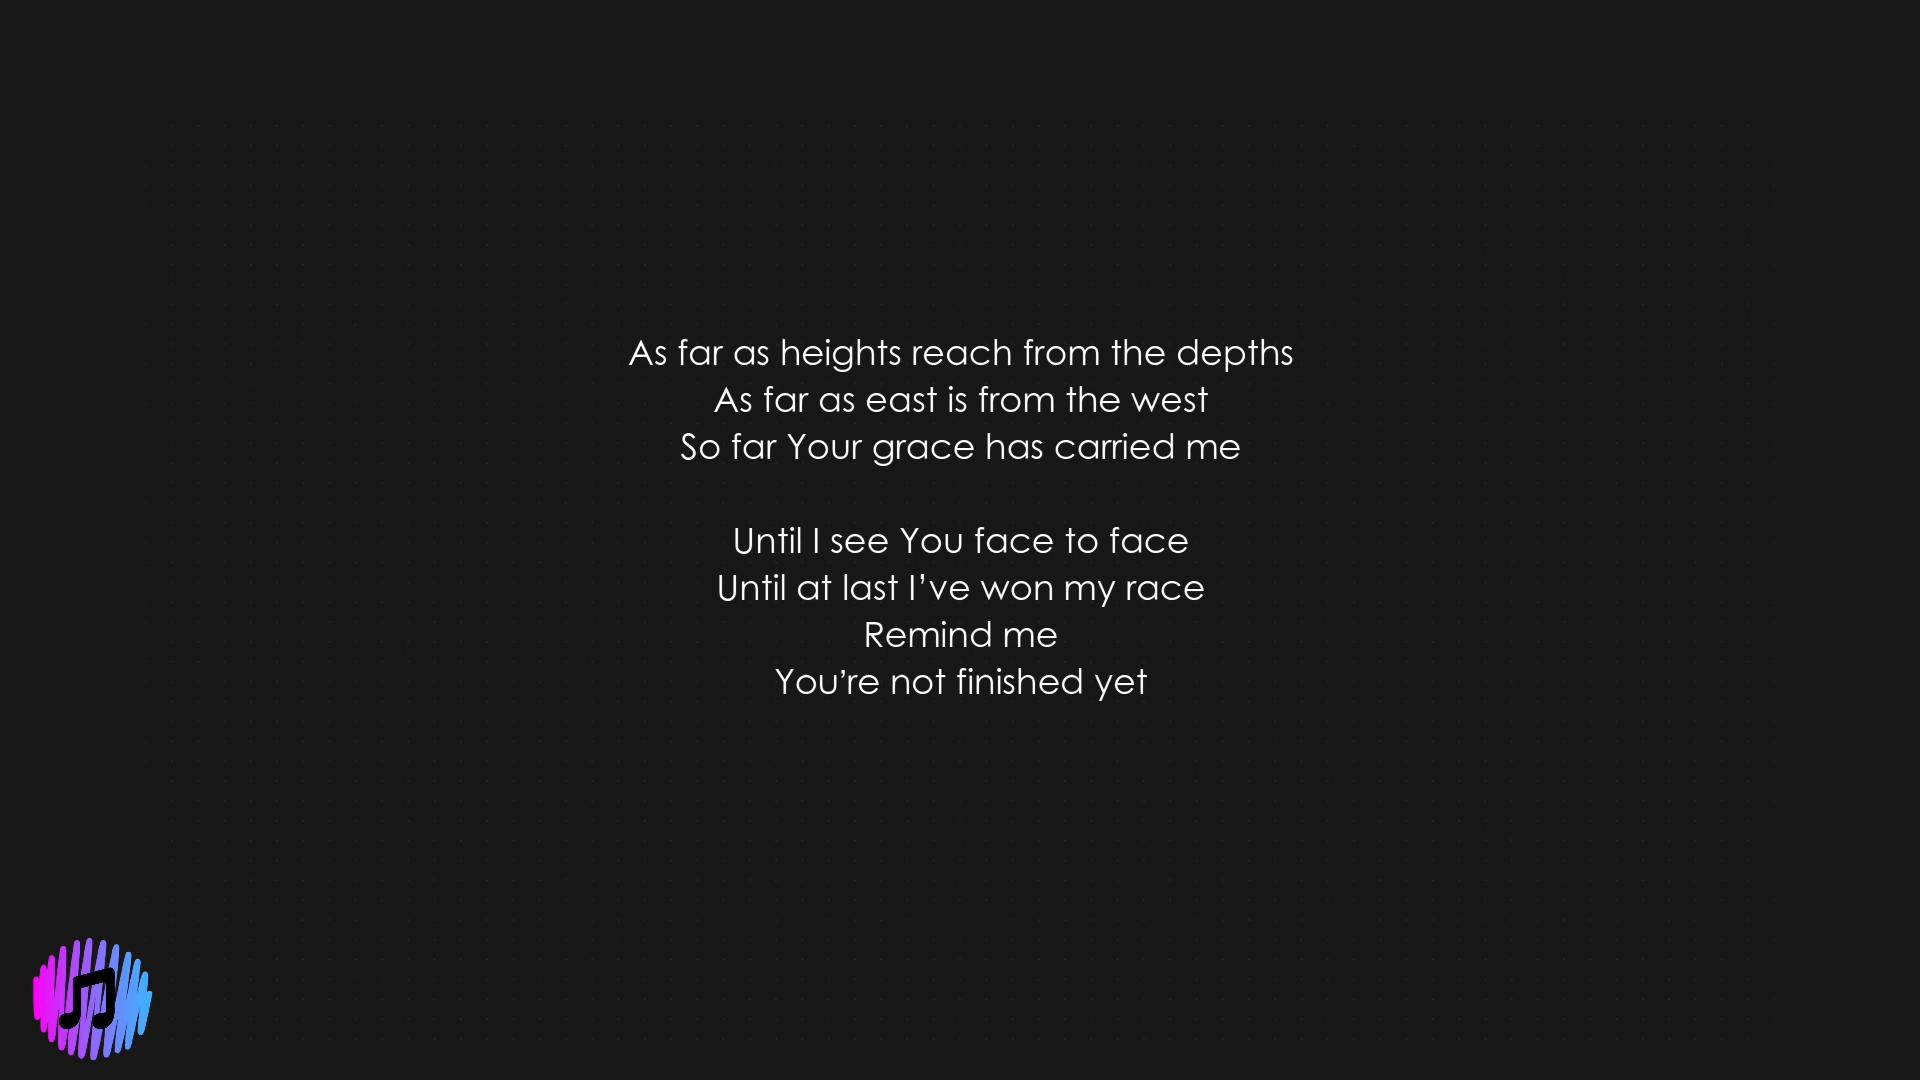 As far as heights reach from the depths
As far as east is from the west
So far Your grace has carried me
Until I see You face to face
Until at last I’ve won my race
Remind me
You’re not finished yet